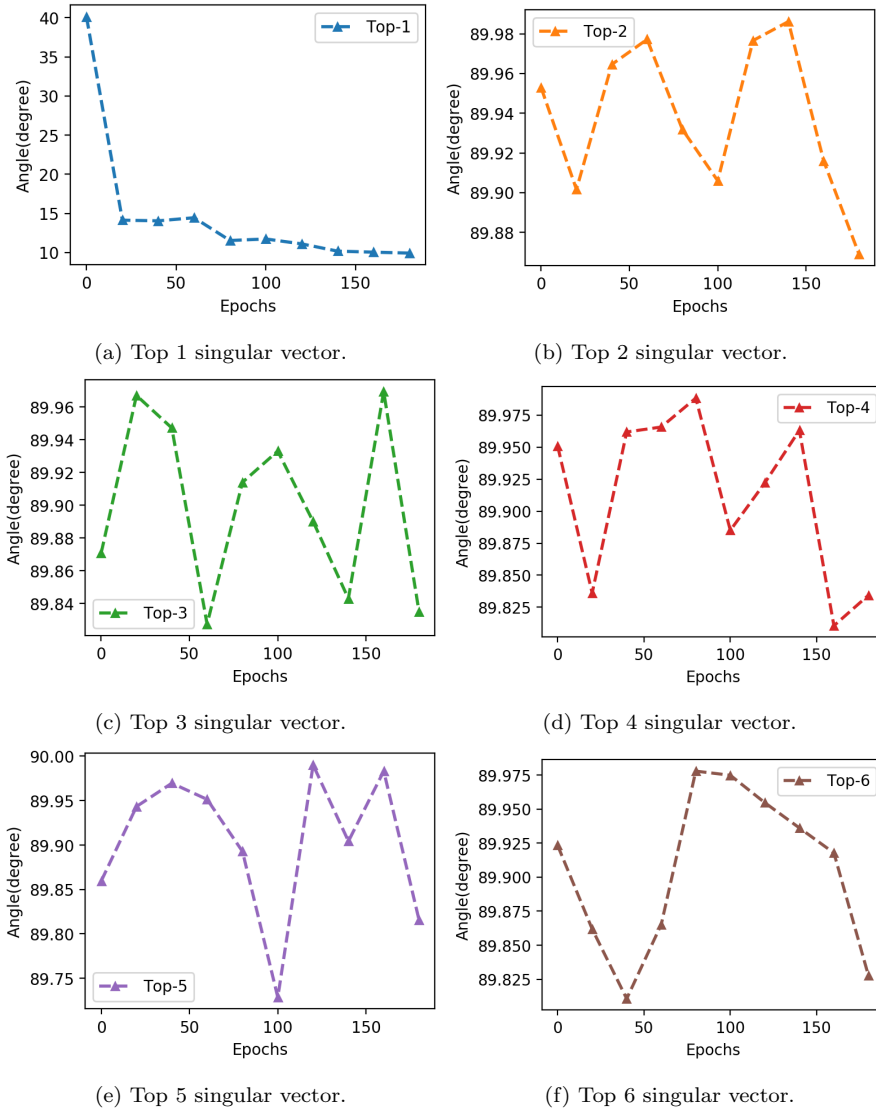 40
35
30
25
20
15
10
Angle(degree)
Top-1
0
50
100
150
Epochs
(a) Top 1 singular vector.
89.98
89.96
89.94
89.92
89.90
89.88
Angle(degree)
Top-2
0
50
100
150
Epochs
(b) Top 2 singular vector.
89.96
89.94
89.92
89.90
89.88
89.86
89.84
Angle(degree)
Top-3
0
50
100
150
Epochs
(c) Top 3 singular vector.
89.975
89.950
89.925
89.900
89.875
89.850
89.825
Angle(degree)
Top-4
0
50
100
150
Epochs
(d) Top 4 singular vector.
90.00
89.95
89.90
89.85
89.80
89.75
Angle(degree)
Top-5
0
50
100
150
Epochs
(e) Top 5 singular vector.
89.975
89.950
89.925
89.900
89.875
89.850
89.825
Angle(degree)
Top-6
0
50
100
150
Epochs
(f) Top 6 singular vector.